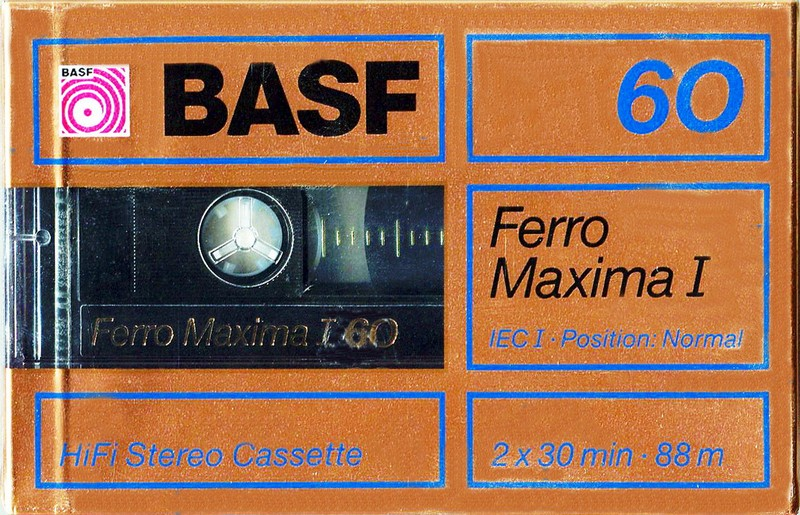 BASF
BASF
60
Ferro
Maxima I
IEC I · Position: Normal
Ferro Maxima I 60
HiFi Stereo Cassette
2 x 30 min · 88 m